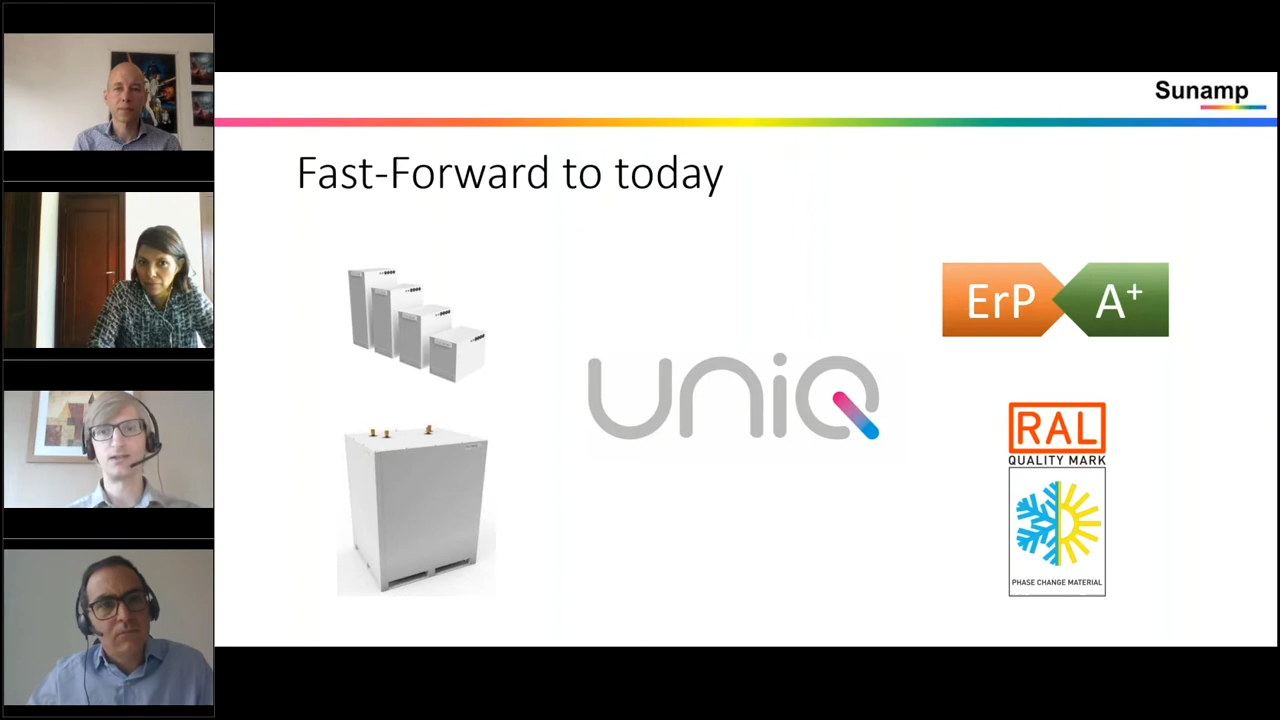 Sunamp
Fast-Forward to today
ErP A+
uniQ
RAL
QUALITY MARK
PHASE CHANGE MATERIAL